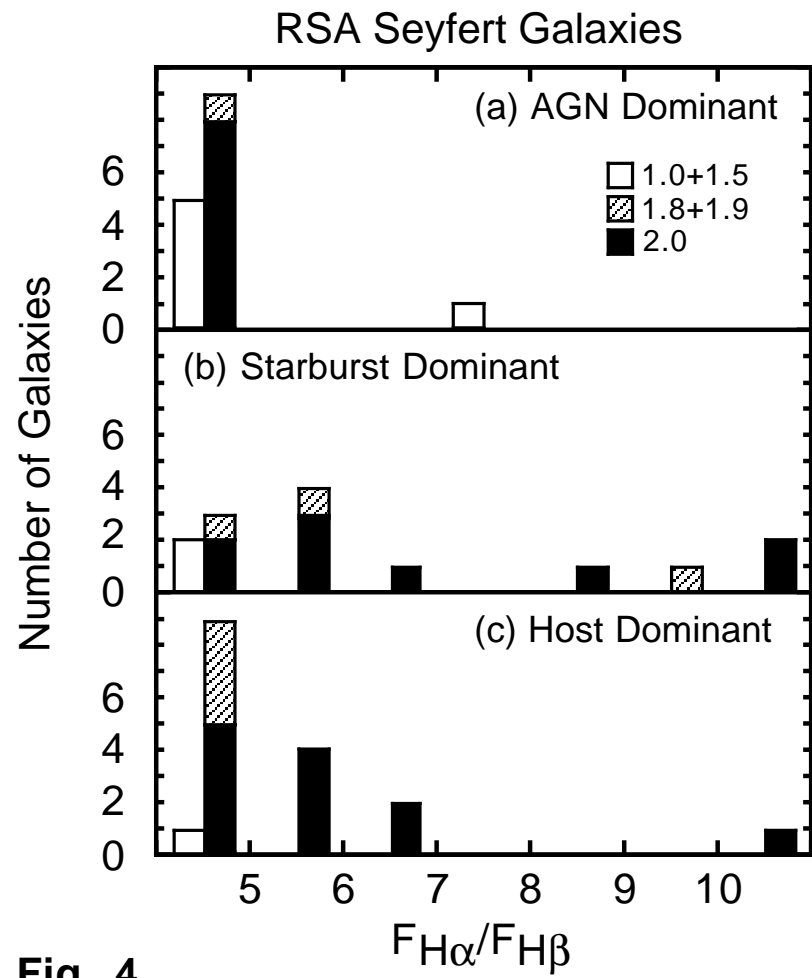 RSA Seyfert Galaxies
(a) AGN Dominant
1.0+1.5
1.8+1.9
2.0
6
4
2
0
(b) Starburst Dominant
6
4
2
0
(c) Host Dominant
6
4
2
0
Number of Galaxies
5 6 7 8 9 10
FHα/FHβ
Fig. 4